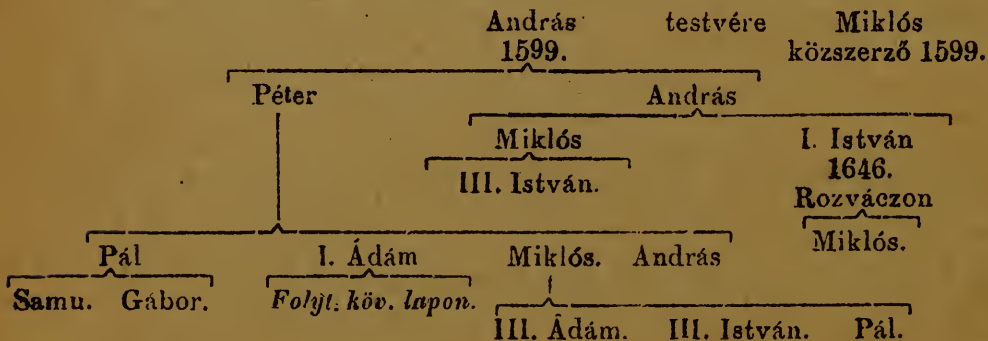 András testvére Miklós
1599. közszerző 1599.
Péter András
Miklós I. István
1646.
III. István. Rozváczon
Miklós.
Pál I. Ádám Miklós. András
Samu. Gábor. Folyt. köv. lapon.
III. Ádám. III. István. Pál.